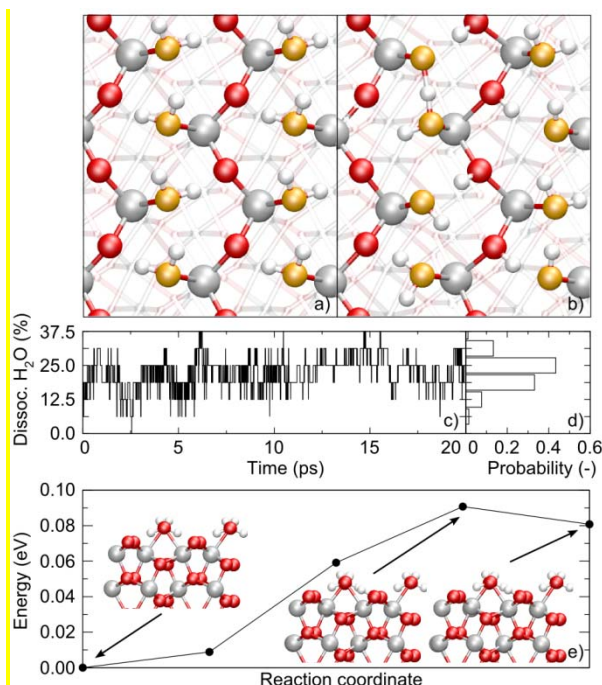 a)
b)
Dissoc. H₂O (%)
37.5
25.0
12.5
0.0
c)
d)
0 5 10 15 20
0 0.2 0.4 0.6
Time (ps)
Probability (-)
Energy (eV)
0.10
0.08
0.06
0.04
0.02
0.00
e)
Reaction coordinate